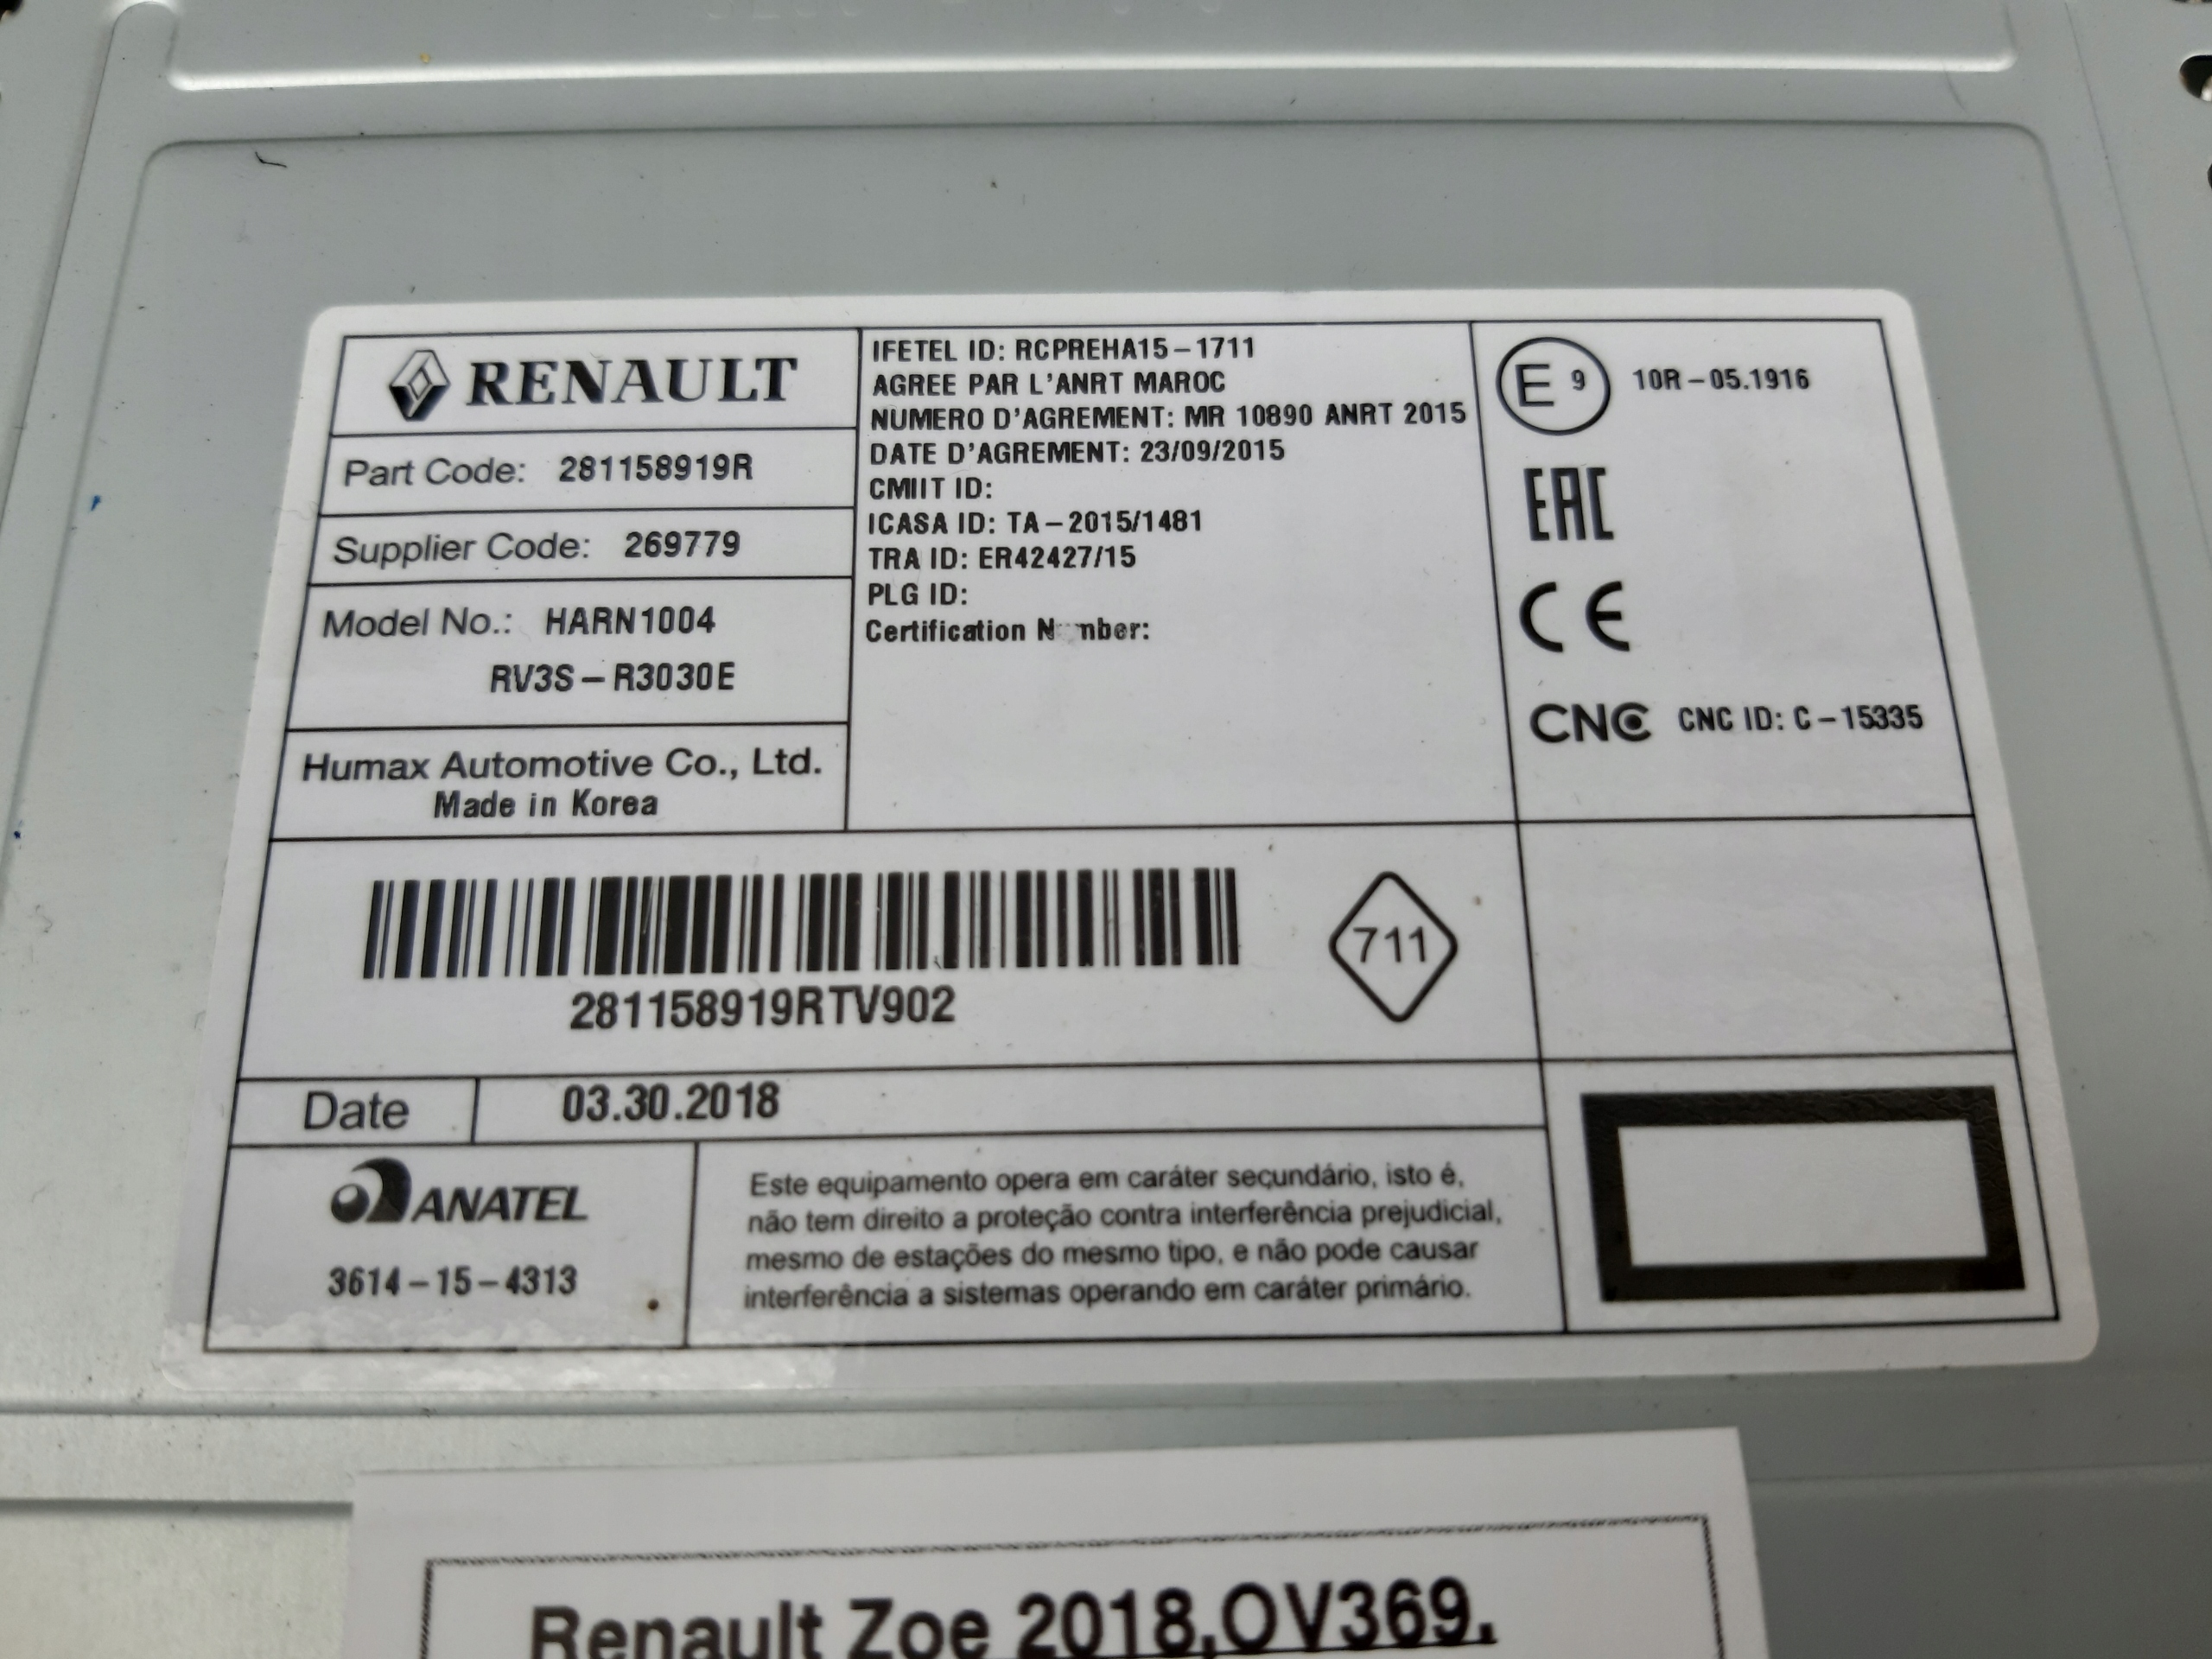 RENAULT
Part Code: 281158919R
Supplier Code: 269779
Model No.: HARN1004
RV3S-R3030E
Humax Automotive Co., Ltd.
Made in Korea
IFETEL ID: RCPREHA15-1711
AGREE PAR L'ANRT MAROC
NUMERO D'AGREMENT: MR 10890 ANRT 2015
DATE D'AGREMENT: 23/09/2015
CMIIT ID:
ICASA ID: TA-2015/1481
TRA ID: ER42427/15
PLG ID:
Certification N mber:
E9 10R-05.1916
EAC
CE
CNC CNC ID: C-15335
281158919RTV902
711
Date 03.30.2018
ANATEL
3614-15-4313
Este equipamento opera em caráter seçundário, isto é,
não tem direito a proteção contra interferência prejudicial,
mesmo de estações do mesmo tipo, e não pode causar
interferência a sistemas operando em caráter primário.
Renault Zoe 2018,OV369.